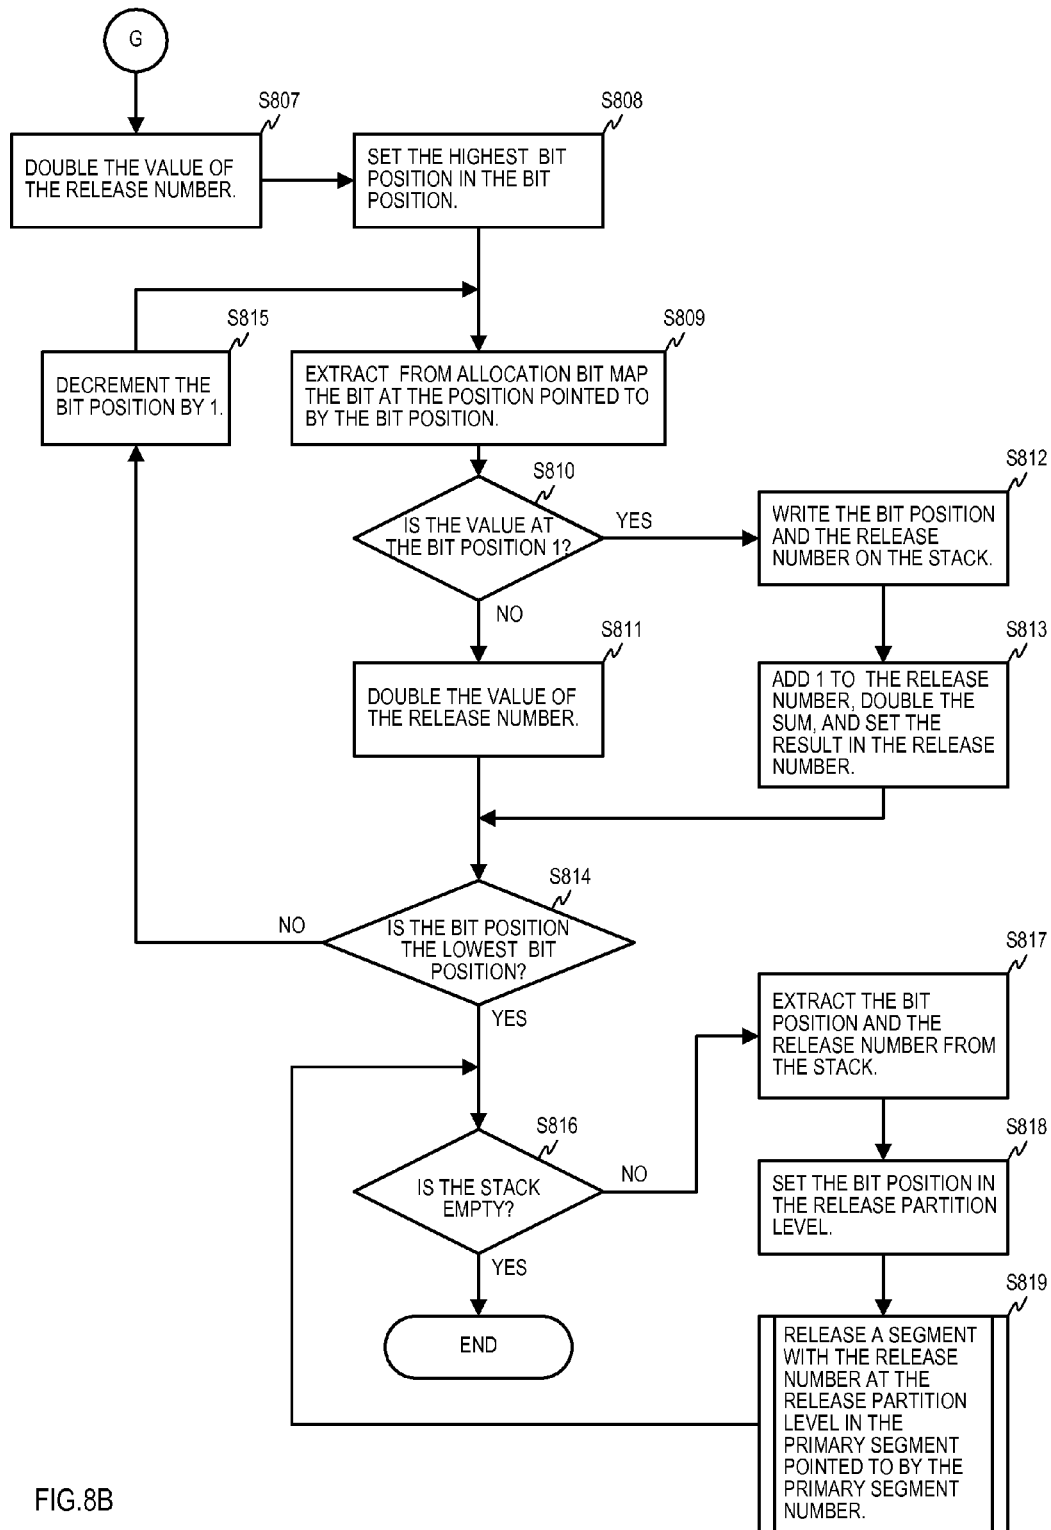 G
S807
DOUBLE THE VALUE OF
THE RELEASE NUMBER.
S808
SET THE HIGHEST BIT
POSITION IN THE BIT
POSITION.
S815
DECREMENT THE
BIT POSITION BY 1.
S809
EXTRACT FROM ALLOCATION BIT MAP
THE BIT AT THE POSITION POINTED TO
BY THE BIT POSITION.
S810
IS THE VALUE AT
THE BIT POSITION 1?
YES
NO
S812
WRITE THE BIT POSITION
AND THE RELEASE
NUMBER ON THE STACK.
S811
DOUBLE THE VALUE OF
THE RELEASE NUMBER.
S813
ADD 1 TO THE RELEASE
NUMBER, DOUBLE THE
SUM, AND SET THE
RESULT IN THE RELEASE
NUMBER.
S814
IS THE BIT POSITION
THE LOWEST BIT
POSITION?
NO
YES
S817
EXTRACT THE BIT
POSITION AND THE
RELEASE NUMBER FROM
THE STACK.
S816
IS THE STACK
EMPTY?
NO
YES
S818
SET THE BIT POSITION IN
THE RELEASE PARTITION
LEVEL.
END
S819
RELEASE A SEGMENT
WITH THE RELEASE
NUMBER AT THE
RELEASE PARTITION
LEVEL IN THE
PRIMARY SEGMENT
POINTED TO BY THE
PRIMARY SEGMENT
NUMBER.
FIG.8B